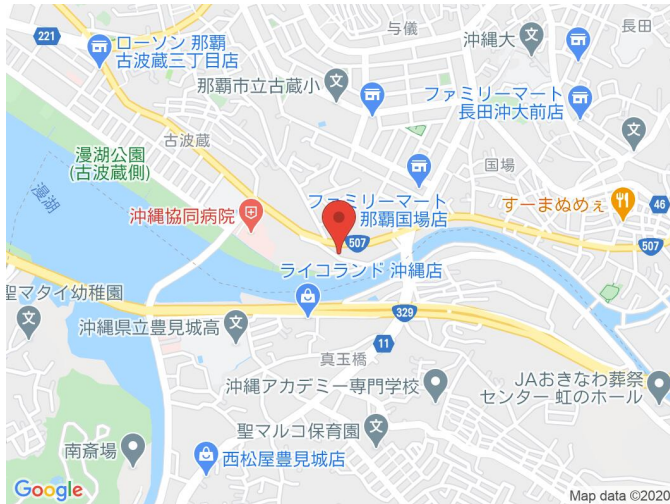 与儀
長田
221
ローソン 那覇
古波蔵三丁目店
沖縄大
那覇市立古蔵小
ファミリーマート
長田沖大前店
古波蔵
漫湖公園
(古波蔵側)
国場
漫湖
沖縄協同病院
ファミリーマート
那覇国場店
すーまぬめぇ
46
507
507
ライコランド 沖縄店
聖マタイ幼稚園
329
沖縄県立豊見城高
11
真玉橋
沖縄アカデミー専門学校
JAおきなわ葬祭
センター 虹のホール
聖マルコ保育園
南斎場
西松屋豊見城店
Google
Map data ©2020